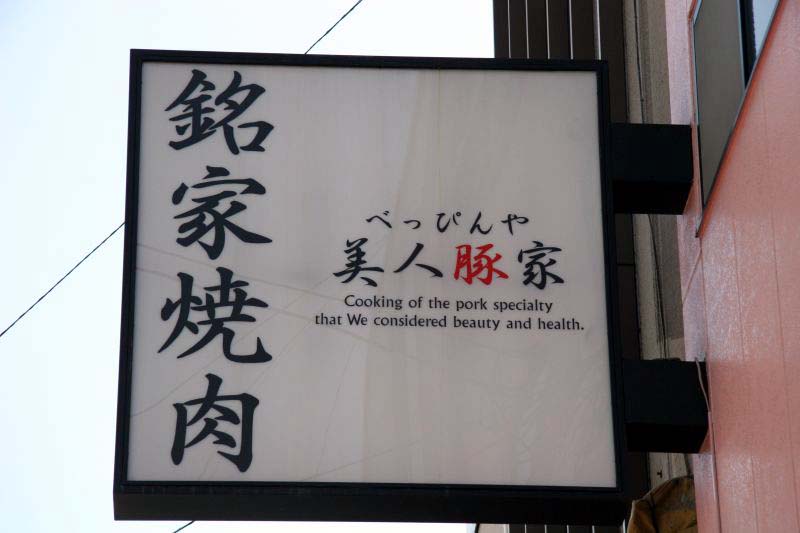 銘家焼肉
べっぴんや
美人豚家
Cooking of the pork specialty
that We considered beauty and health.